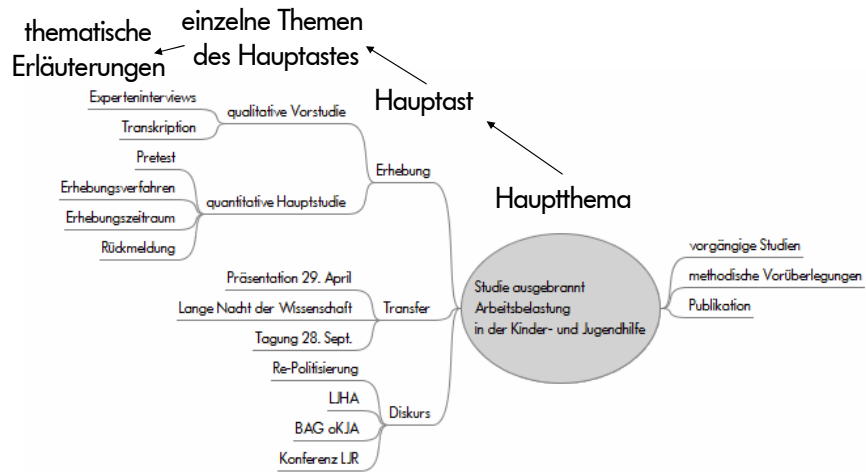 thematische
Erläuterungen
einzelne Themen
des Hauptastes
Hauptast
Hauptthema
Experteninterviews
Transkription
qualitative Vorstudie
Pretest
Erhebungsverfahren
Erhebungszeitraum
Rückmeldung
quantitative Hauptstudie
Erhebung
Präsentation 29. April
Lange Nacht der Wissenschaft
Tagung 28. Sept.
Transfer
Re-Politisierung
LJHA
BAG oKJA
Konferenz LJR
Diskurs
Studie ausgebrannt
Arbeitsbelastung
in der Kinder- und Jugendhilfe
vorgängige Studien
methodische Vorüberlegungen
Publikation